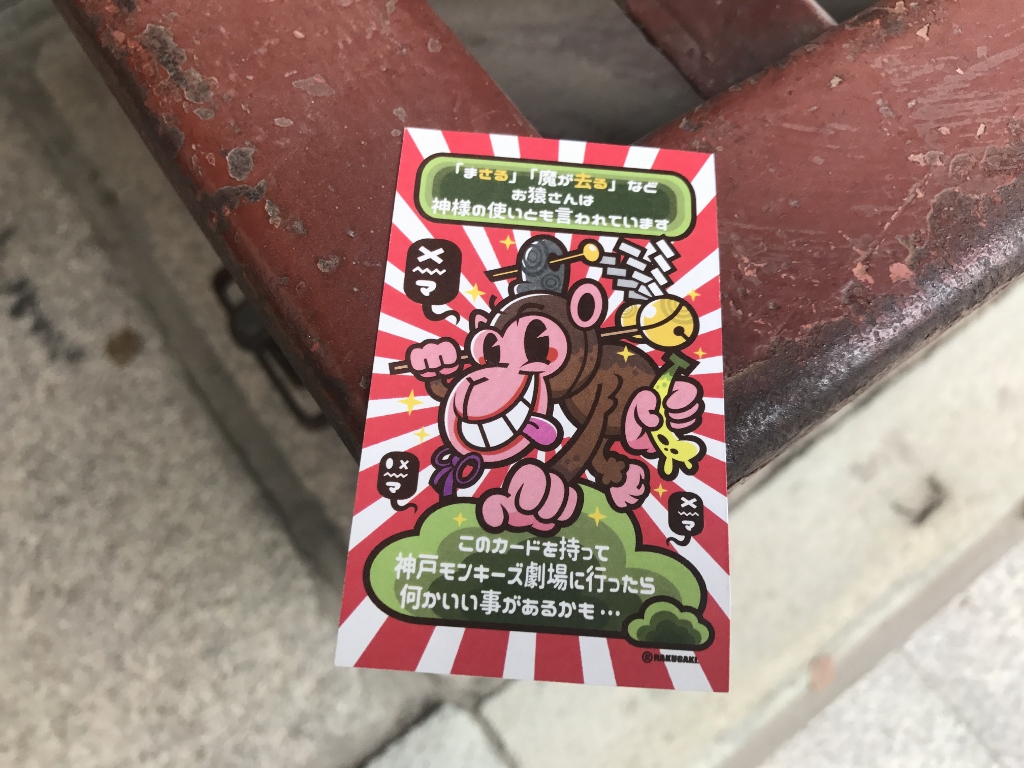 「まさる」「魔が去る」など
お猿さんは
神様の使いとも言われています
マ
マ
マ
このカードを持って
神戸モンキーズ劇場に行ったら
何かいい事があるかも…
RAKUGAKI